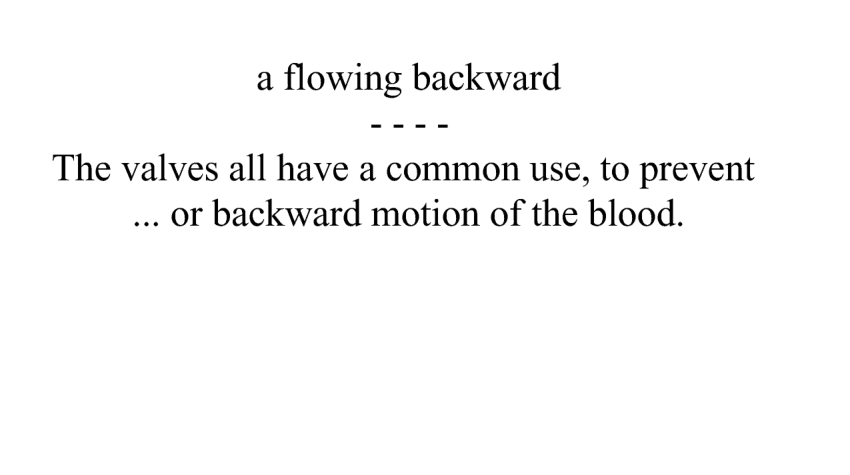 a flowing backward
- - - -
The valves all have a common use, to prevent
... or backward motion of the blood.